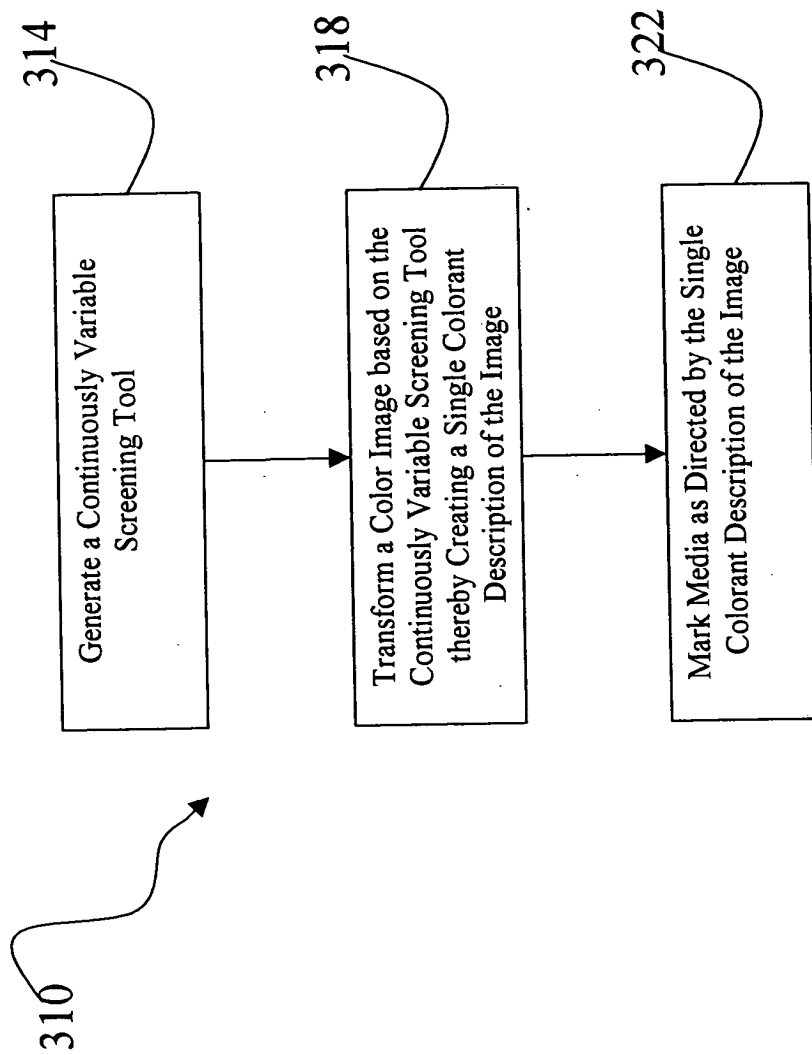 310
314
Generate a Continuously Variable
Screening Tool
318
Transform a Color Image based on the
Continuously Variable Screening Tool
thereby Creating a Single Colorant
Description of the Image
322
Mark Media as Directed by the Single
Colorant Description of the Image